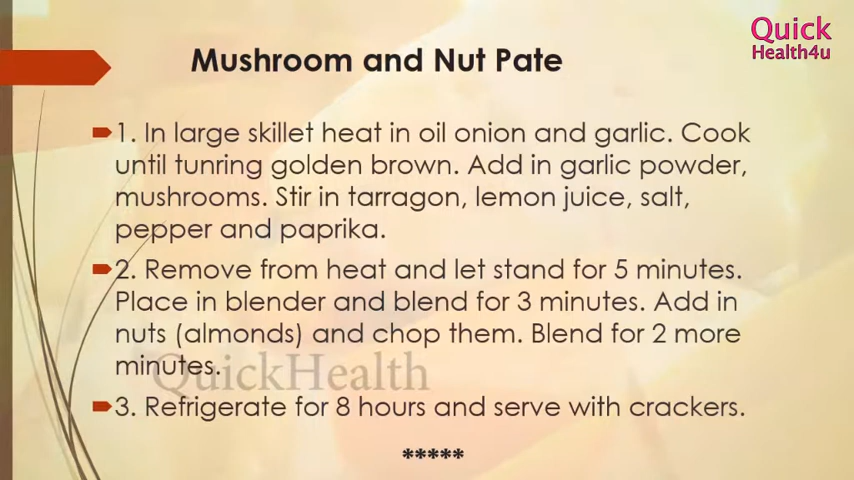 Quick
Health4u
Mushroom and Nut Pate
1. In large skillet heat in oil onion and garlic. Cook
until tunring golden brown. Add in garlic powder,
mushrooms. Stir in tarragon, lemon juice, salt,
pepper and paprika.
2. Remove from heat and let stand for 5 minutes.
Place in blender and blend for 3 minutes. Add in
nuts (almonds) and chop them. Blend for 2 more
minutes.
QuickHealth
3. Refrigerate for 8 hours and serve with crackers.
*****